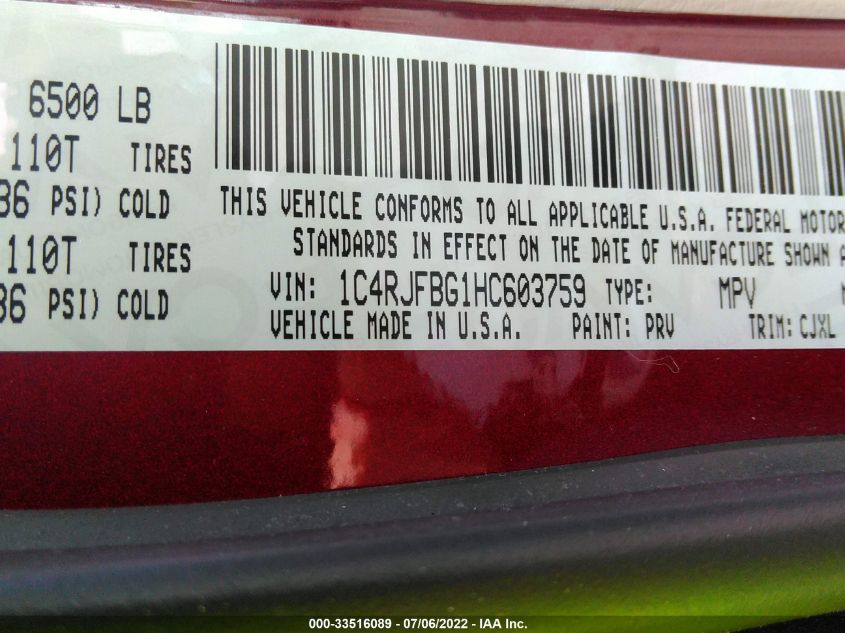 6500 LB
110T TIRES
36 PSI) COLD
110T TIRES
36 PSI) COLD
THIS VEHICLE CONFORMS TO ALL APPLICABLE U.S.A. FEDERAL MOTOR
STANDARDS IN EFFECT ON THE DATE OF MANUFACTURE SHOWN A
VIN: 1C4RJFBG1HC603759 TYPE: MPV
VEHICLE MADE IN U.S.A. PAINT: PRV TRIM: CJXL
000-33516089 - 07/06/2022 - IAA Inc.